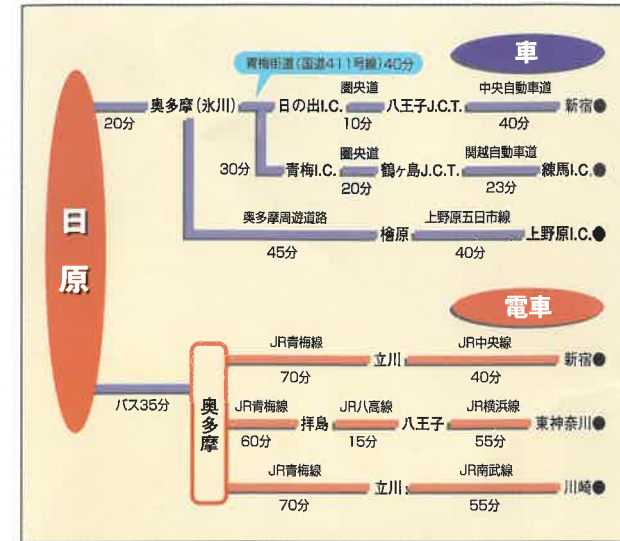 車
青梅街道(国道411号線)40分
圏央道
中央自動車道
奥多摩(氷川)
日の出I.C.
八王子J.C.T.
新宿●
20分
10分
40分
圏央道
関越自動車道
30分
青梅I.C.
鶴ヶ島J.C.T.
練馬I.C.●
20分
23分
奥多摩周遊道路
上野原五日市線
檜原
上野原I.C.●
45分
40分
日原
電車
JR青梅線
JR中央線
立川
新宿●
70分
40分
バス35分
奥多摩
JR青梅線
JR八高線
JR横浜線
拝島
八王子
東神奈川●
60分
15分
55分
JR青梅線
JR南武線
立川
川崎●
70分
55分